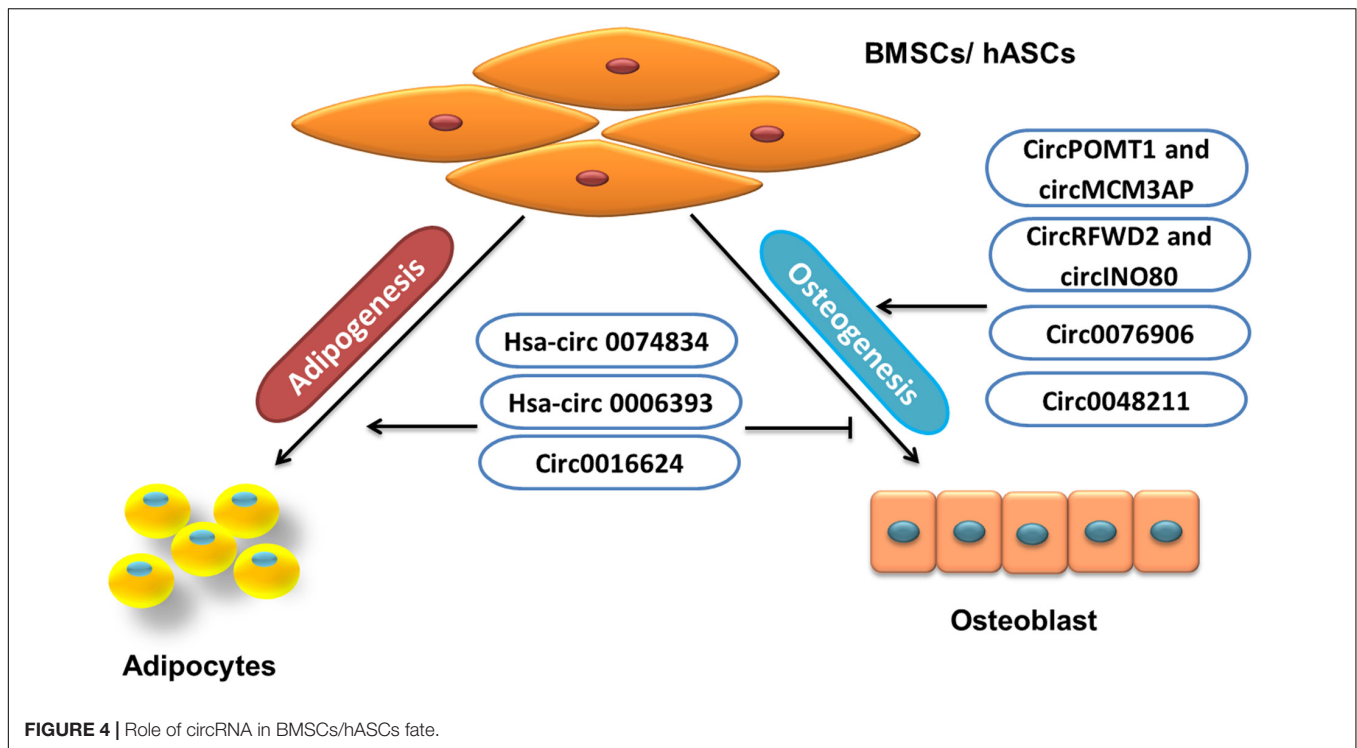 BMSCs/ hASCs
CircPOMT1 and
circMCM3AP
CircRFWD2 and
circINO80
Circ0076906
Circ0048211
Adipogenesis
Osteogenesis
Hsa-circ 0074834
Hsa-circ 0006393
Circ0016624
Adipocytes
Osteoblast
FIGURE 4 | Role of circRNA in BMSCs/hASCs fate.